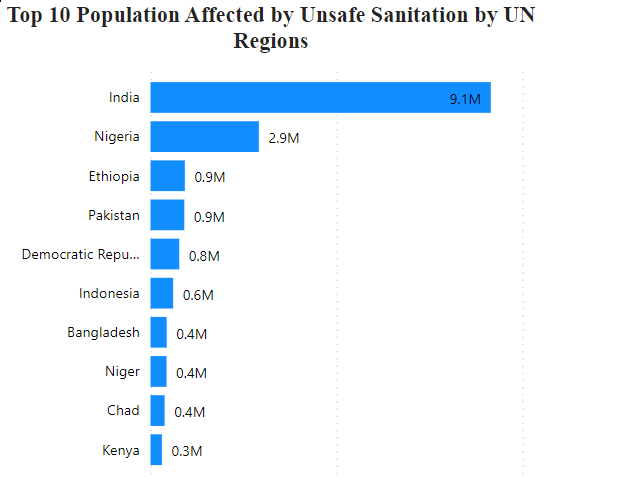 Top 10 Population Affected by Unsafe Sanitation by UN
Regions
India 9.1M
Nigeria 2.9M
Ethiopia 0.9M
Pakistan 0.9M
Democratic Repu... 0.8M
Indonesia 0.6M
Bangladesh 0.4M
Niger 0.4M
Chad 0.4M
Kenya 0.3M